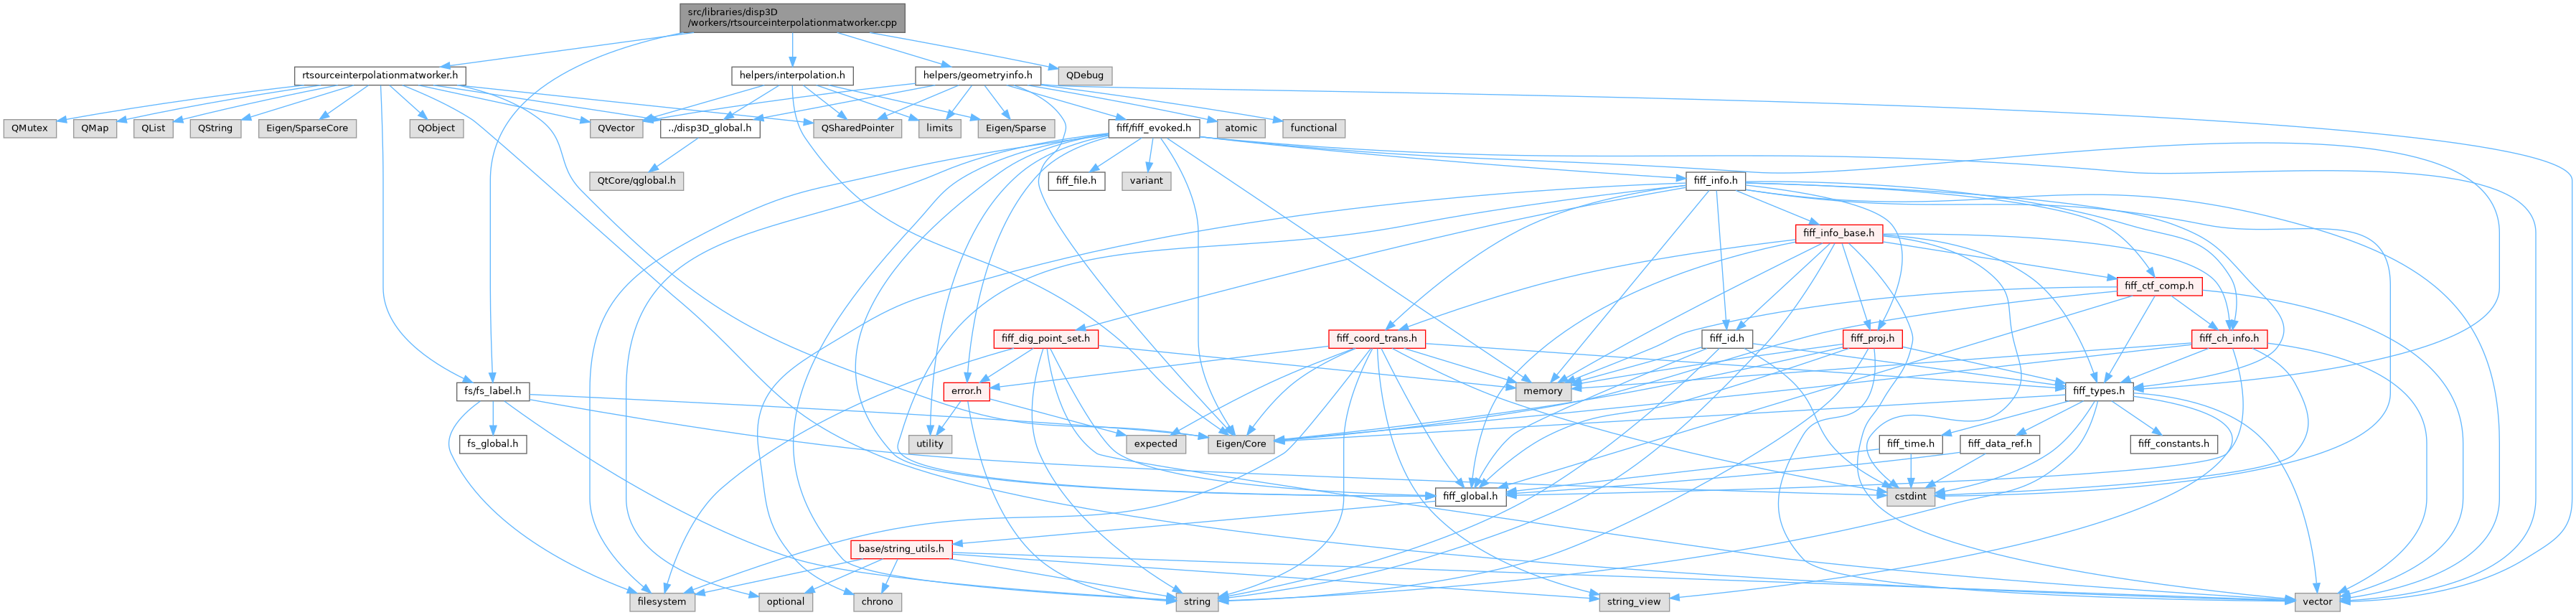 src/libraries/disp3D
/workers/rtsourceinterpolationmatworker.cpp
rtsourceinterpolationmatworker.h
helpers/interpolation.h
helpers/geometryinfo.h
QDebug
QMutex
QMap
QList
QString
Eigen/SparseCore
QObject
QVector
../disp3D_global.h
QSharedPointer
limits
Eigen/Sparse
fiff/fiff_evoked.h
atomic
functional
QtCore/qglobal.h
fiff_file.h
variant
fiff_info.h
fiff_info_base.h
fiff_ctf_comp.h
fiff_dig_point_set.h
fiff_coord_trans.h
fiff_id.h
fiff_proj.h
fiff_ch_info.h
fs/fs_label.h
error.h
memory
fiff_types.h
fs_global.h
utility
expected
Eigen/Core
fiff_time.h
fiff_data_ref.h
fiff_constants.h
fiff_global.h
cstdint
base/string_utils.h
filesystem
optional
chrono
string
string_view
vector